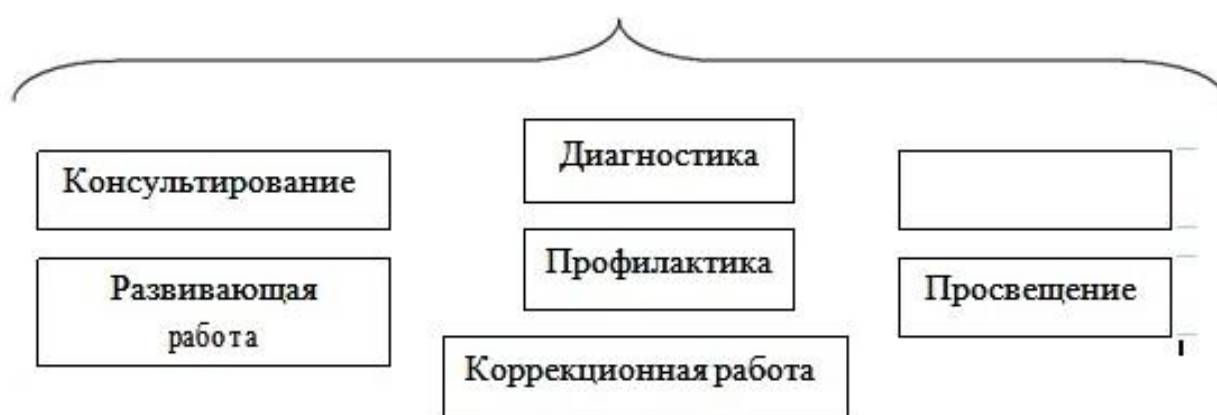 Консультирование
Диагностика
Развивающая
работа
Профилактика
Просвещение
Коррекционная работа